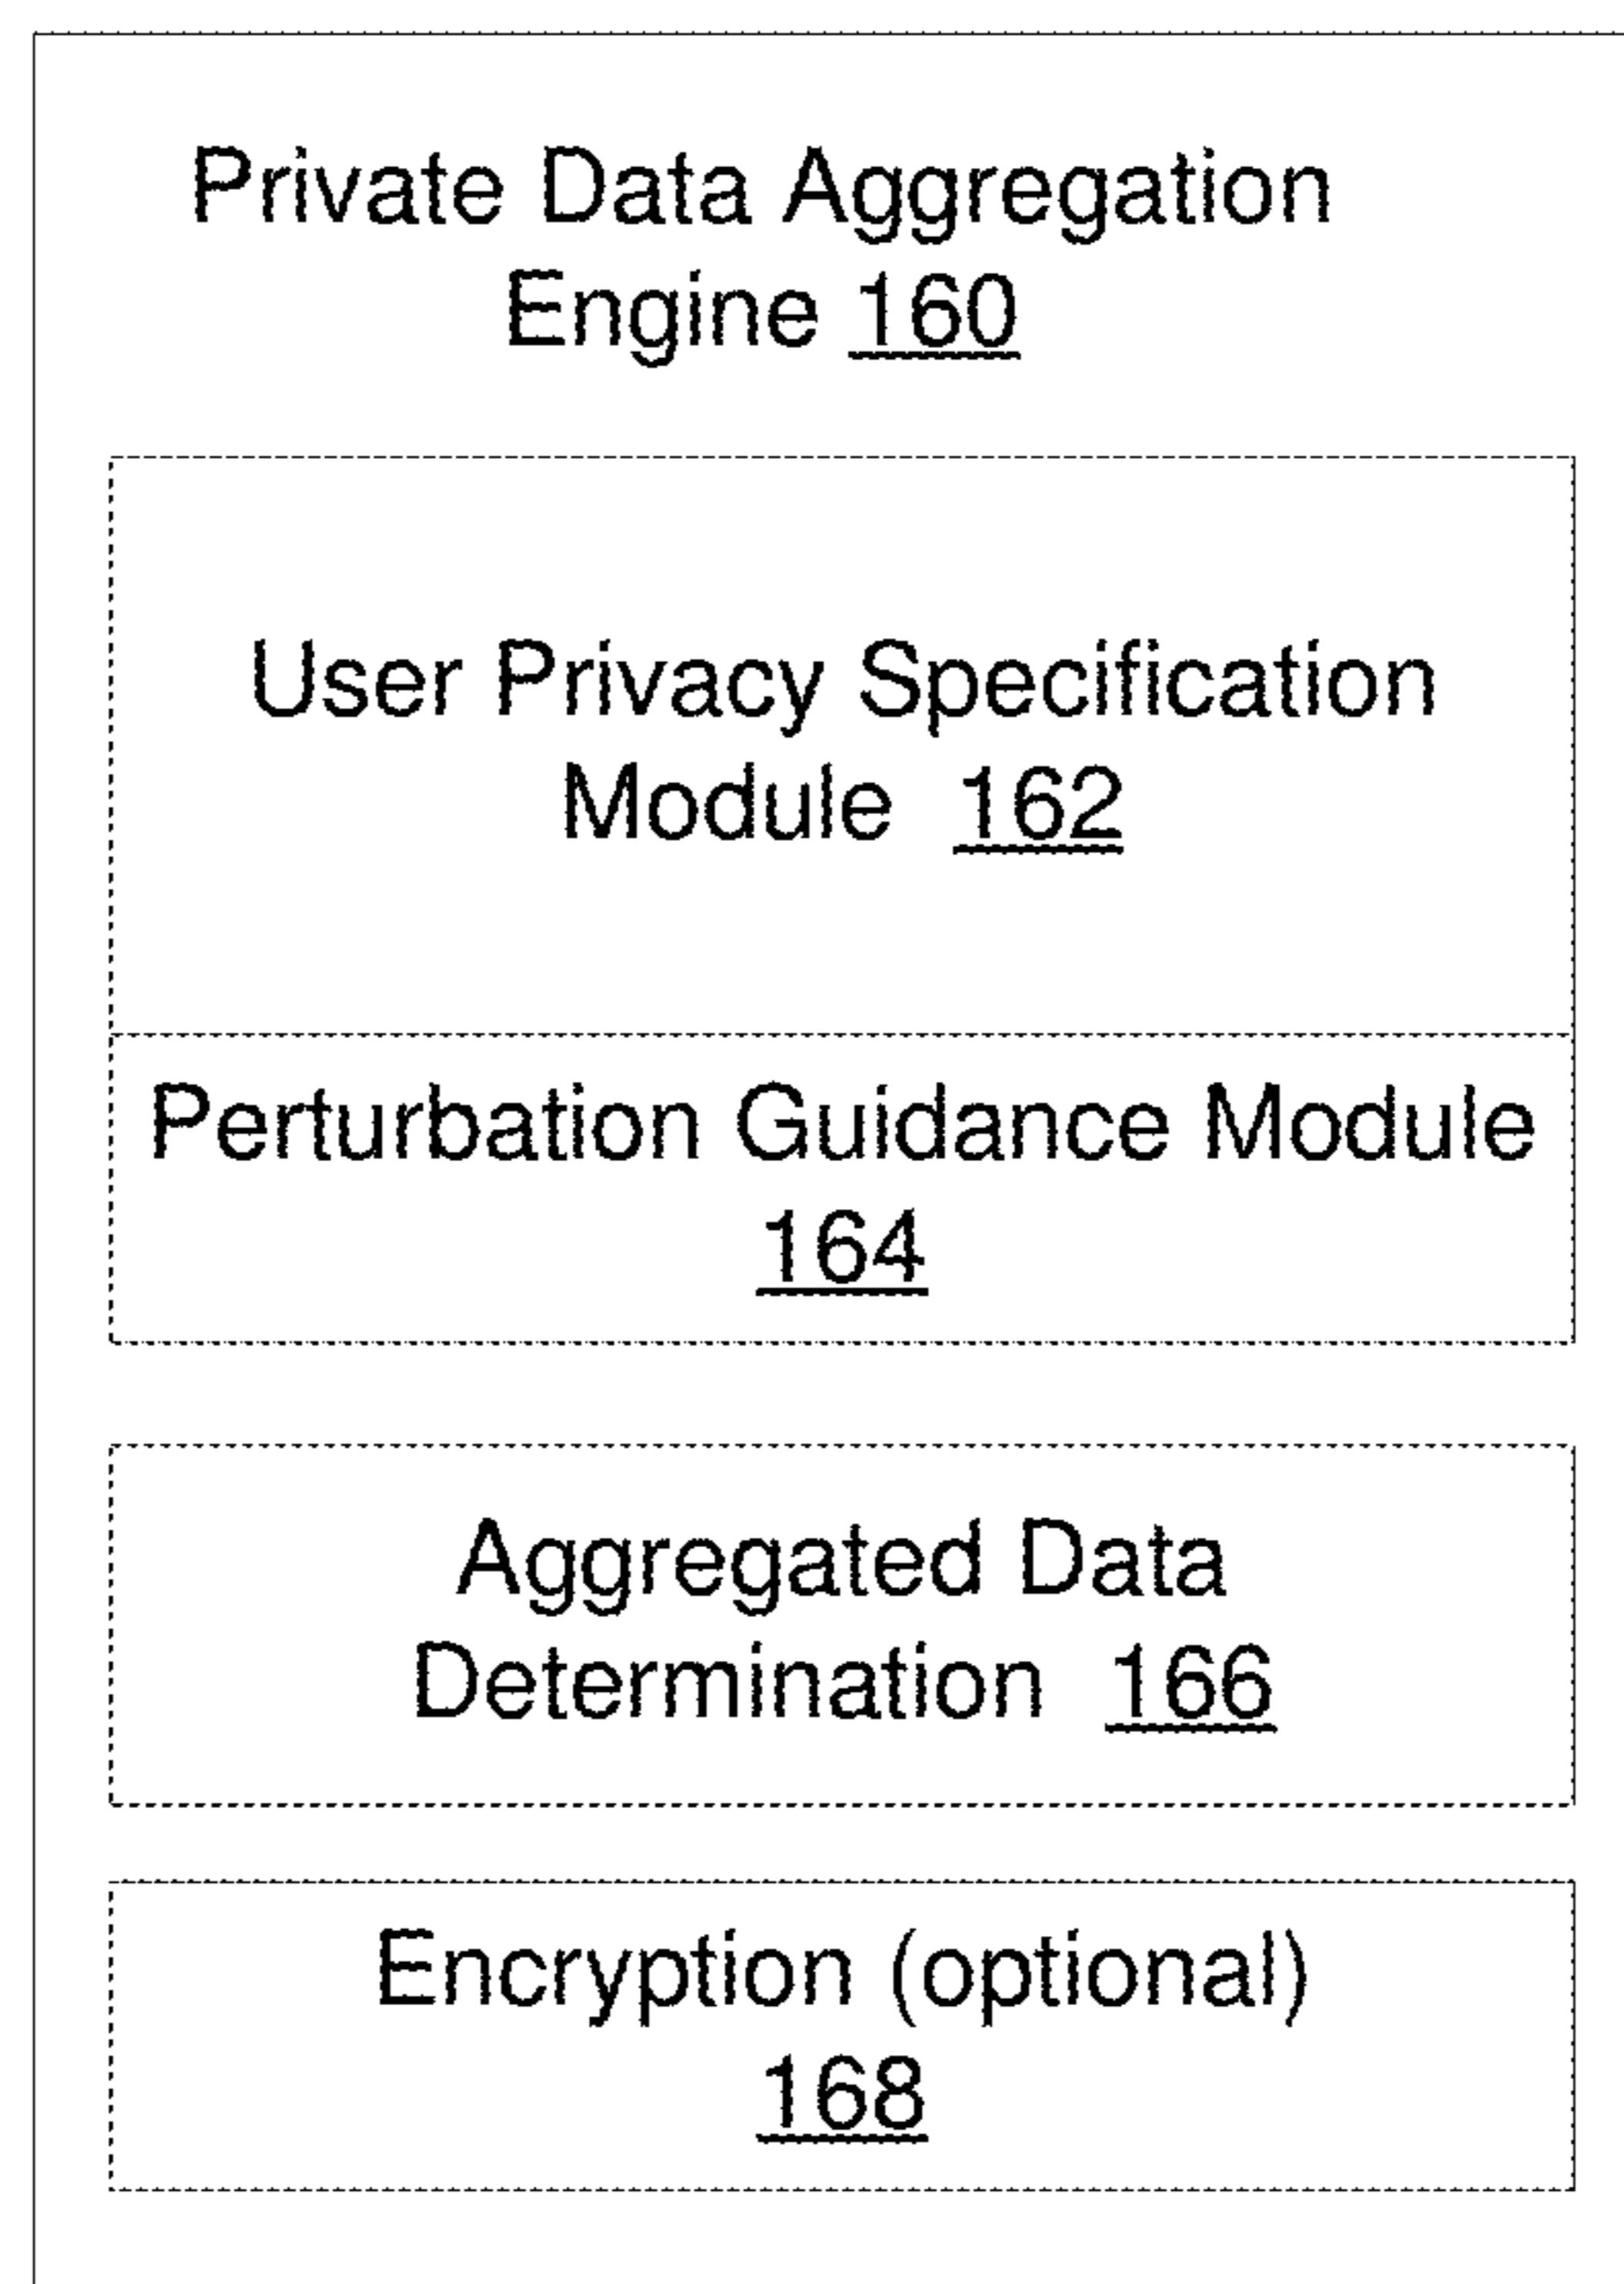 Private Data Aggregation
Engine 160
User Privacy Specification
Module 162
Perturbation Guidance Module
164
Aggregated Data
Determination 166
Encryption (optional)
168